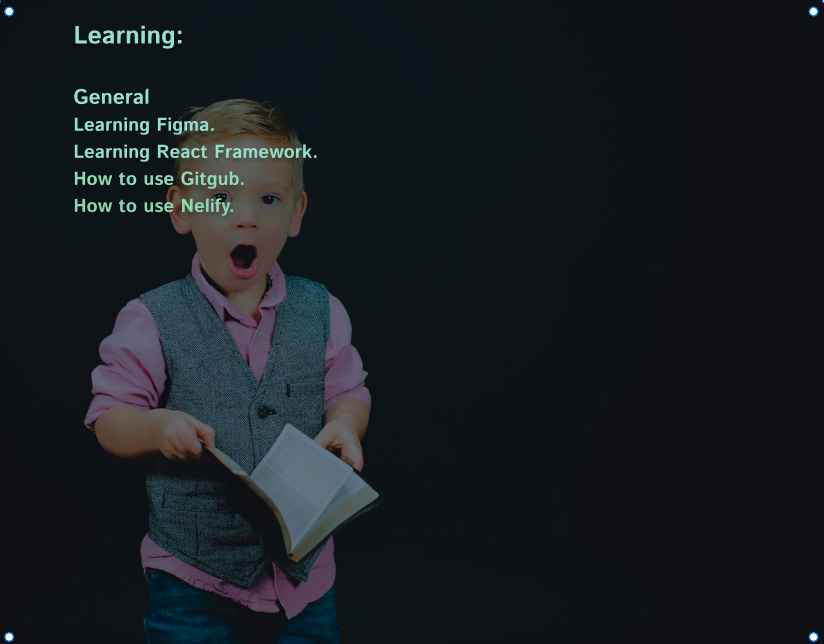 Learning:
General
Learning Figma.
Learning React Framework.
How to use Gitgub.
How to use Nelify.